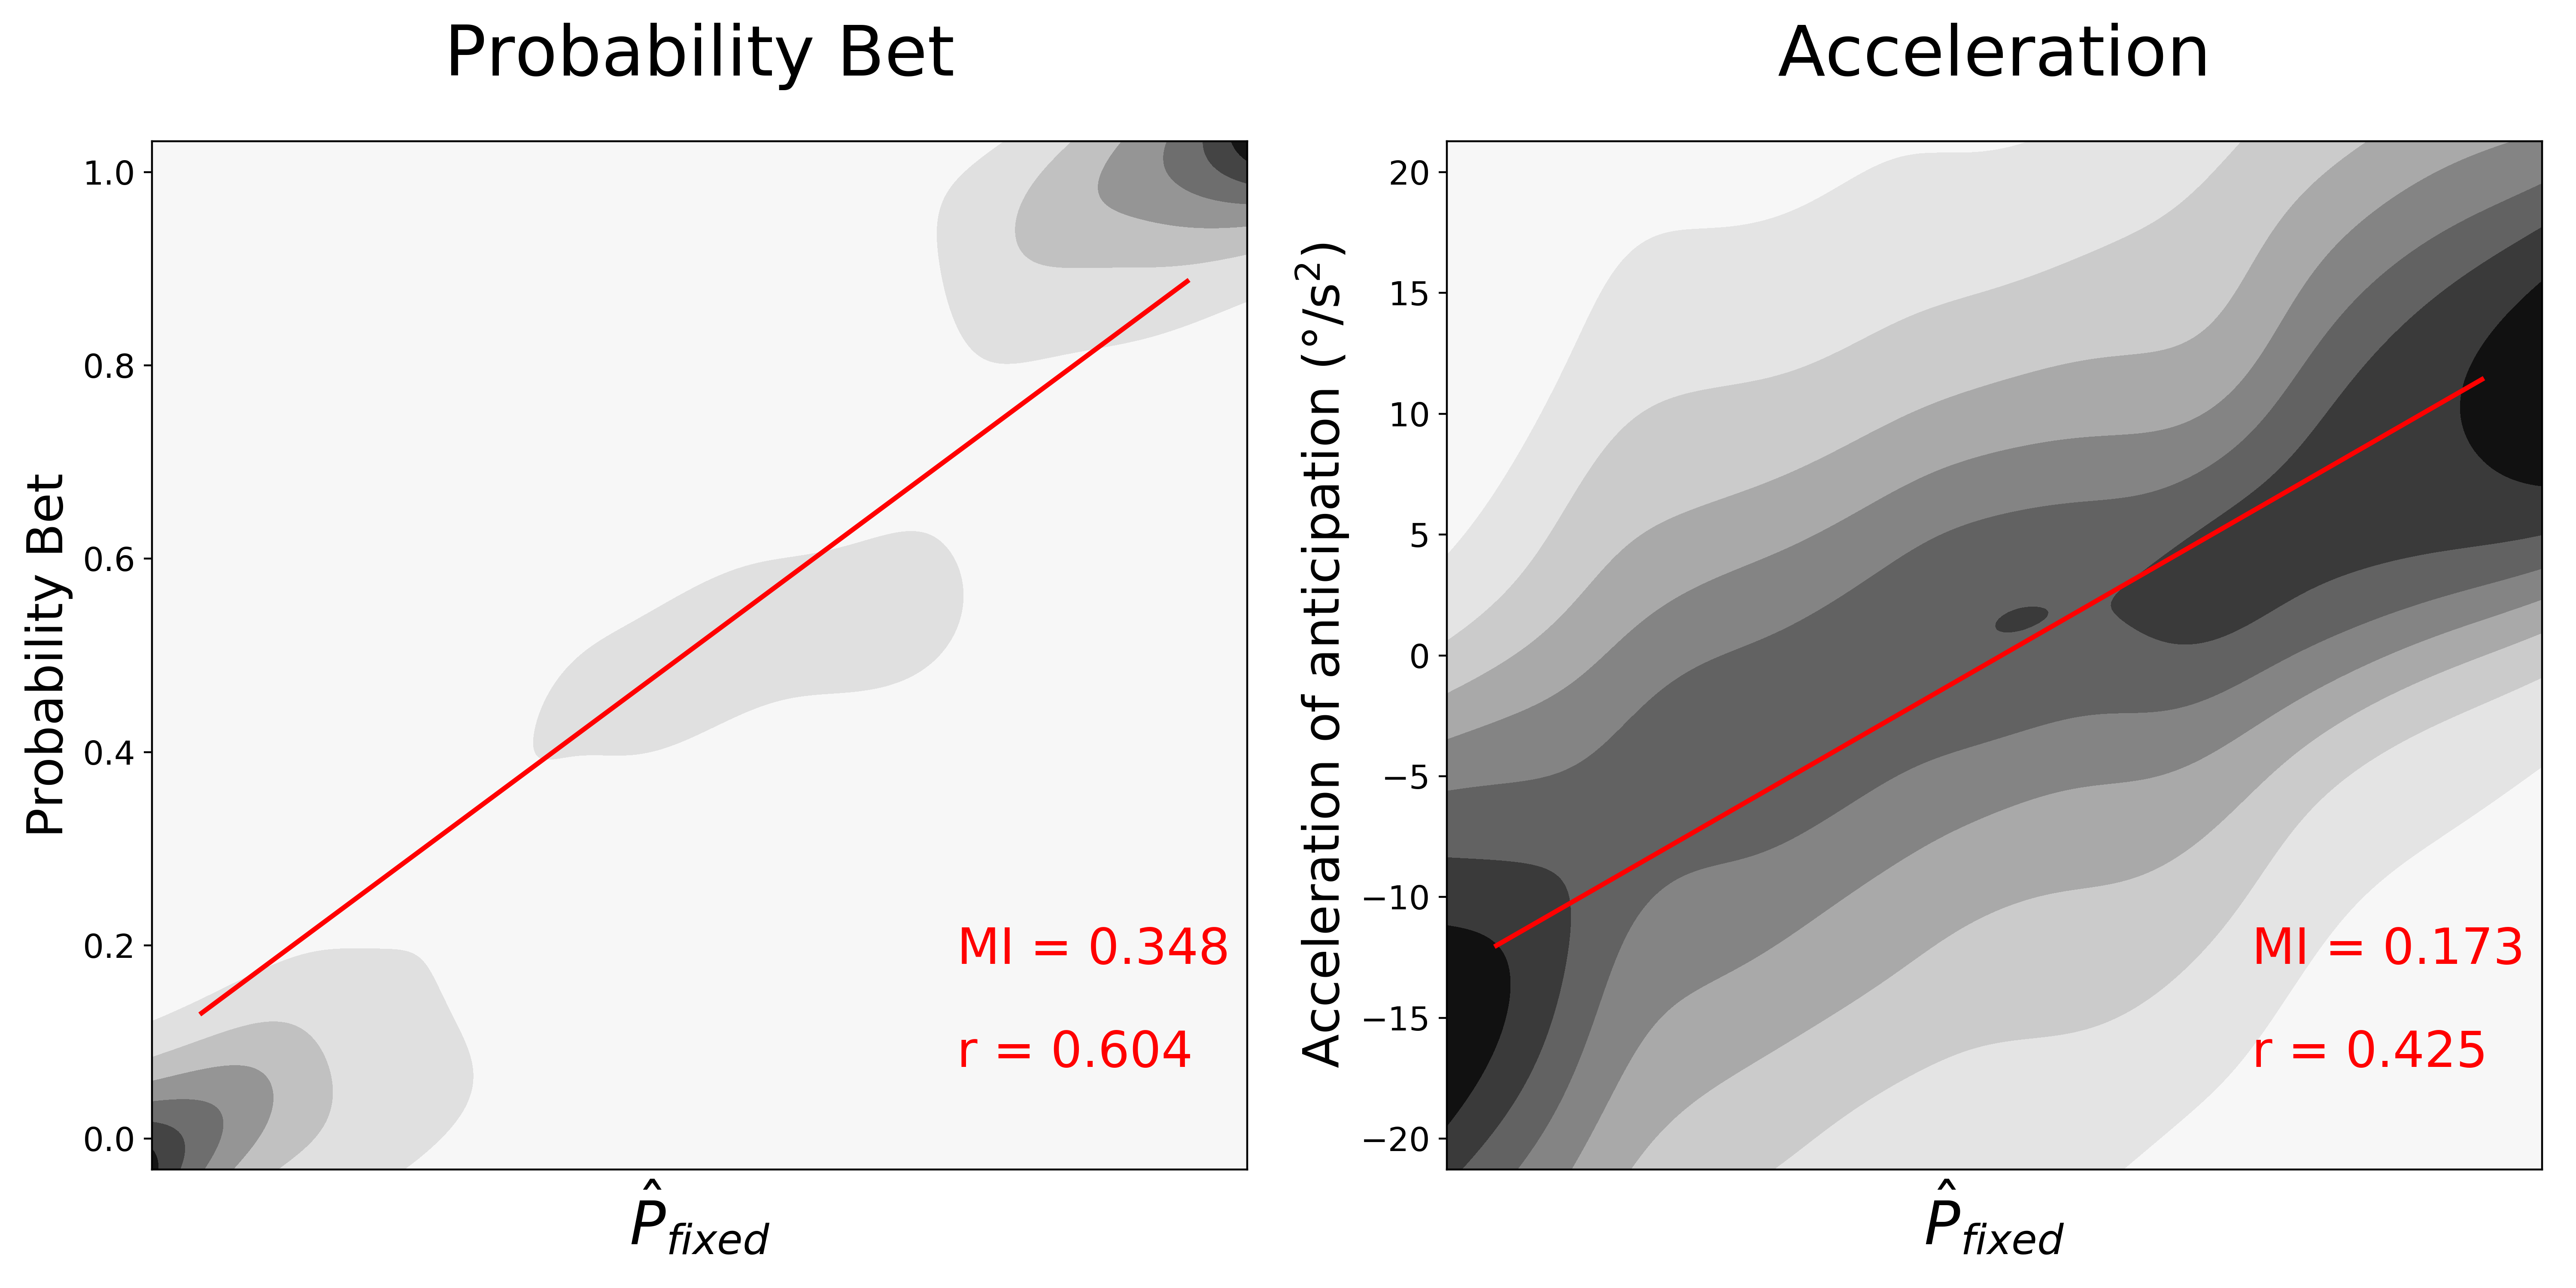 Probability Bet
Probability Bet
1.0
0.8
0.6
0.4
0.2
0.0
MI = 0.348
r = 0.604
P̂fixed
Acceleration
Acceleration of anticipation (°/s²)
20
15
10
5
0
−5
−10
−15
−20
MI = 0.173
r = 0.425
P̂fixed